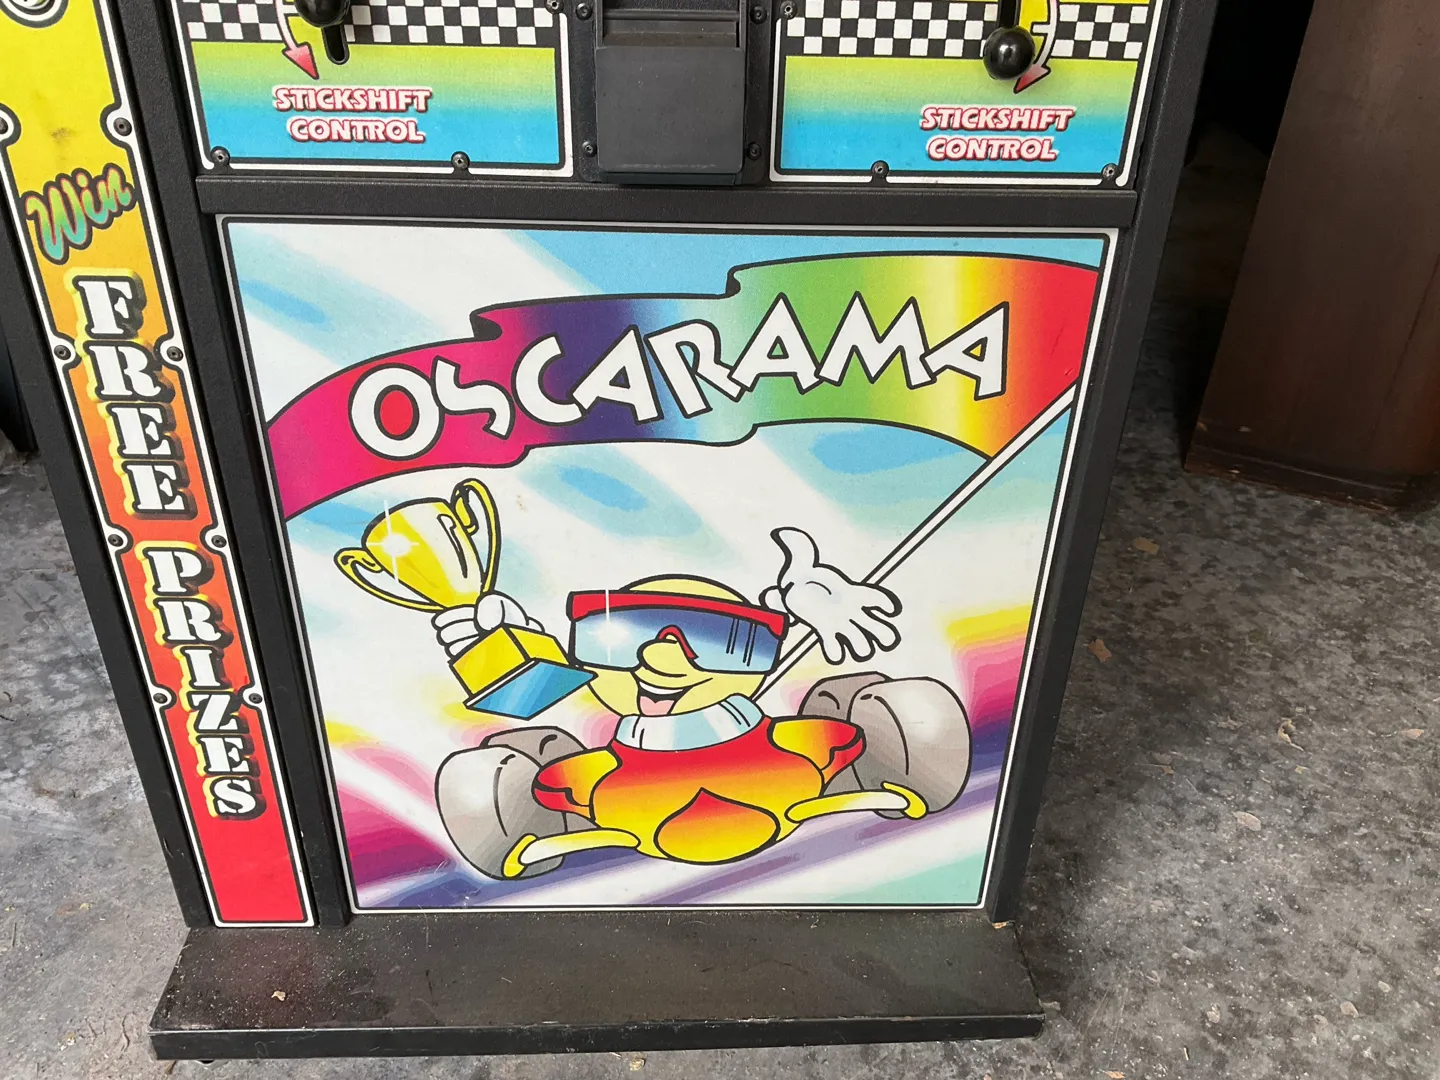 STICKSHIFT
CONTROL
STICKSHIFT
CONTROL
Win
FREE
PRIZES
OSCARAMA